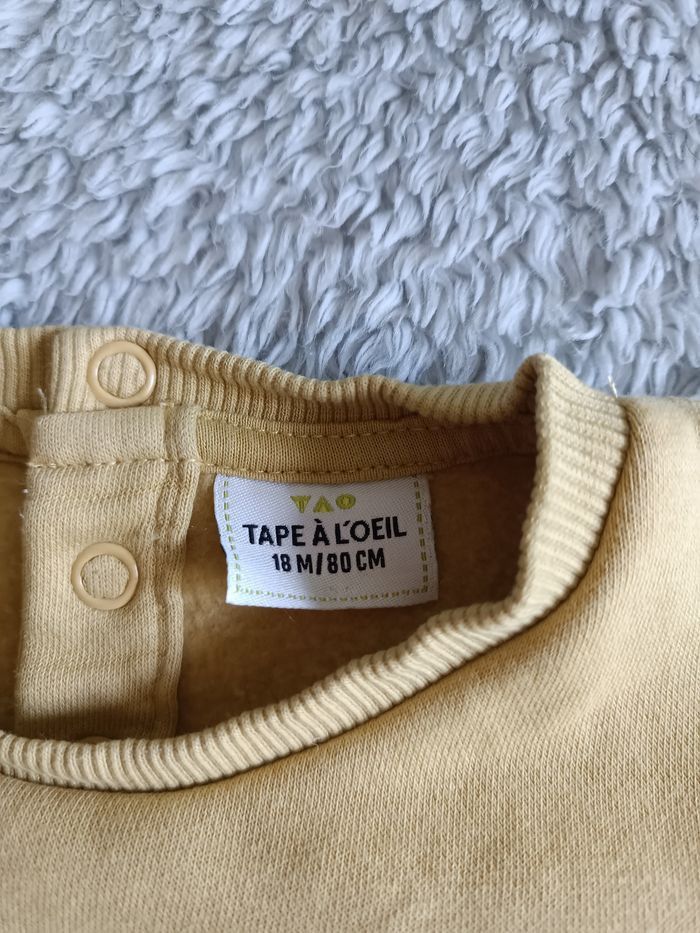 TAO
TAPE À L'OEIL
18 M/80 CM